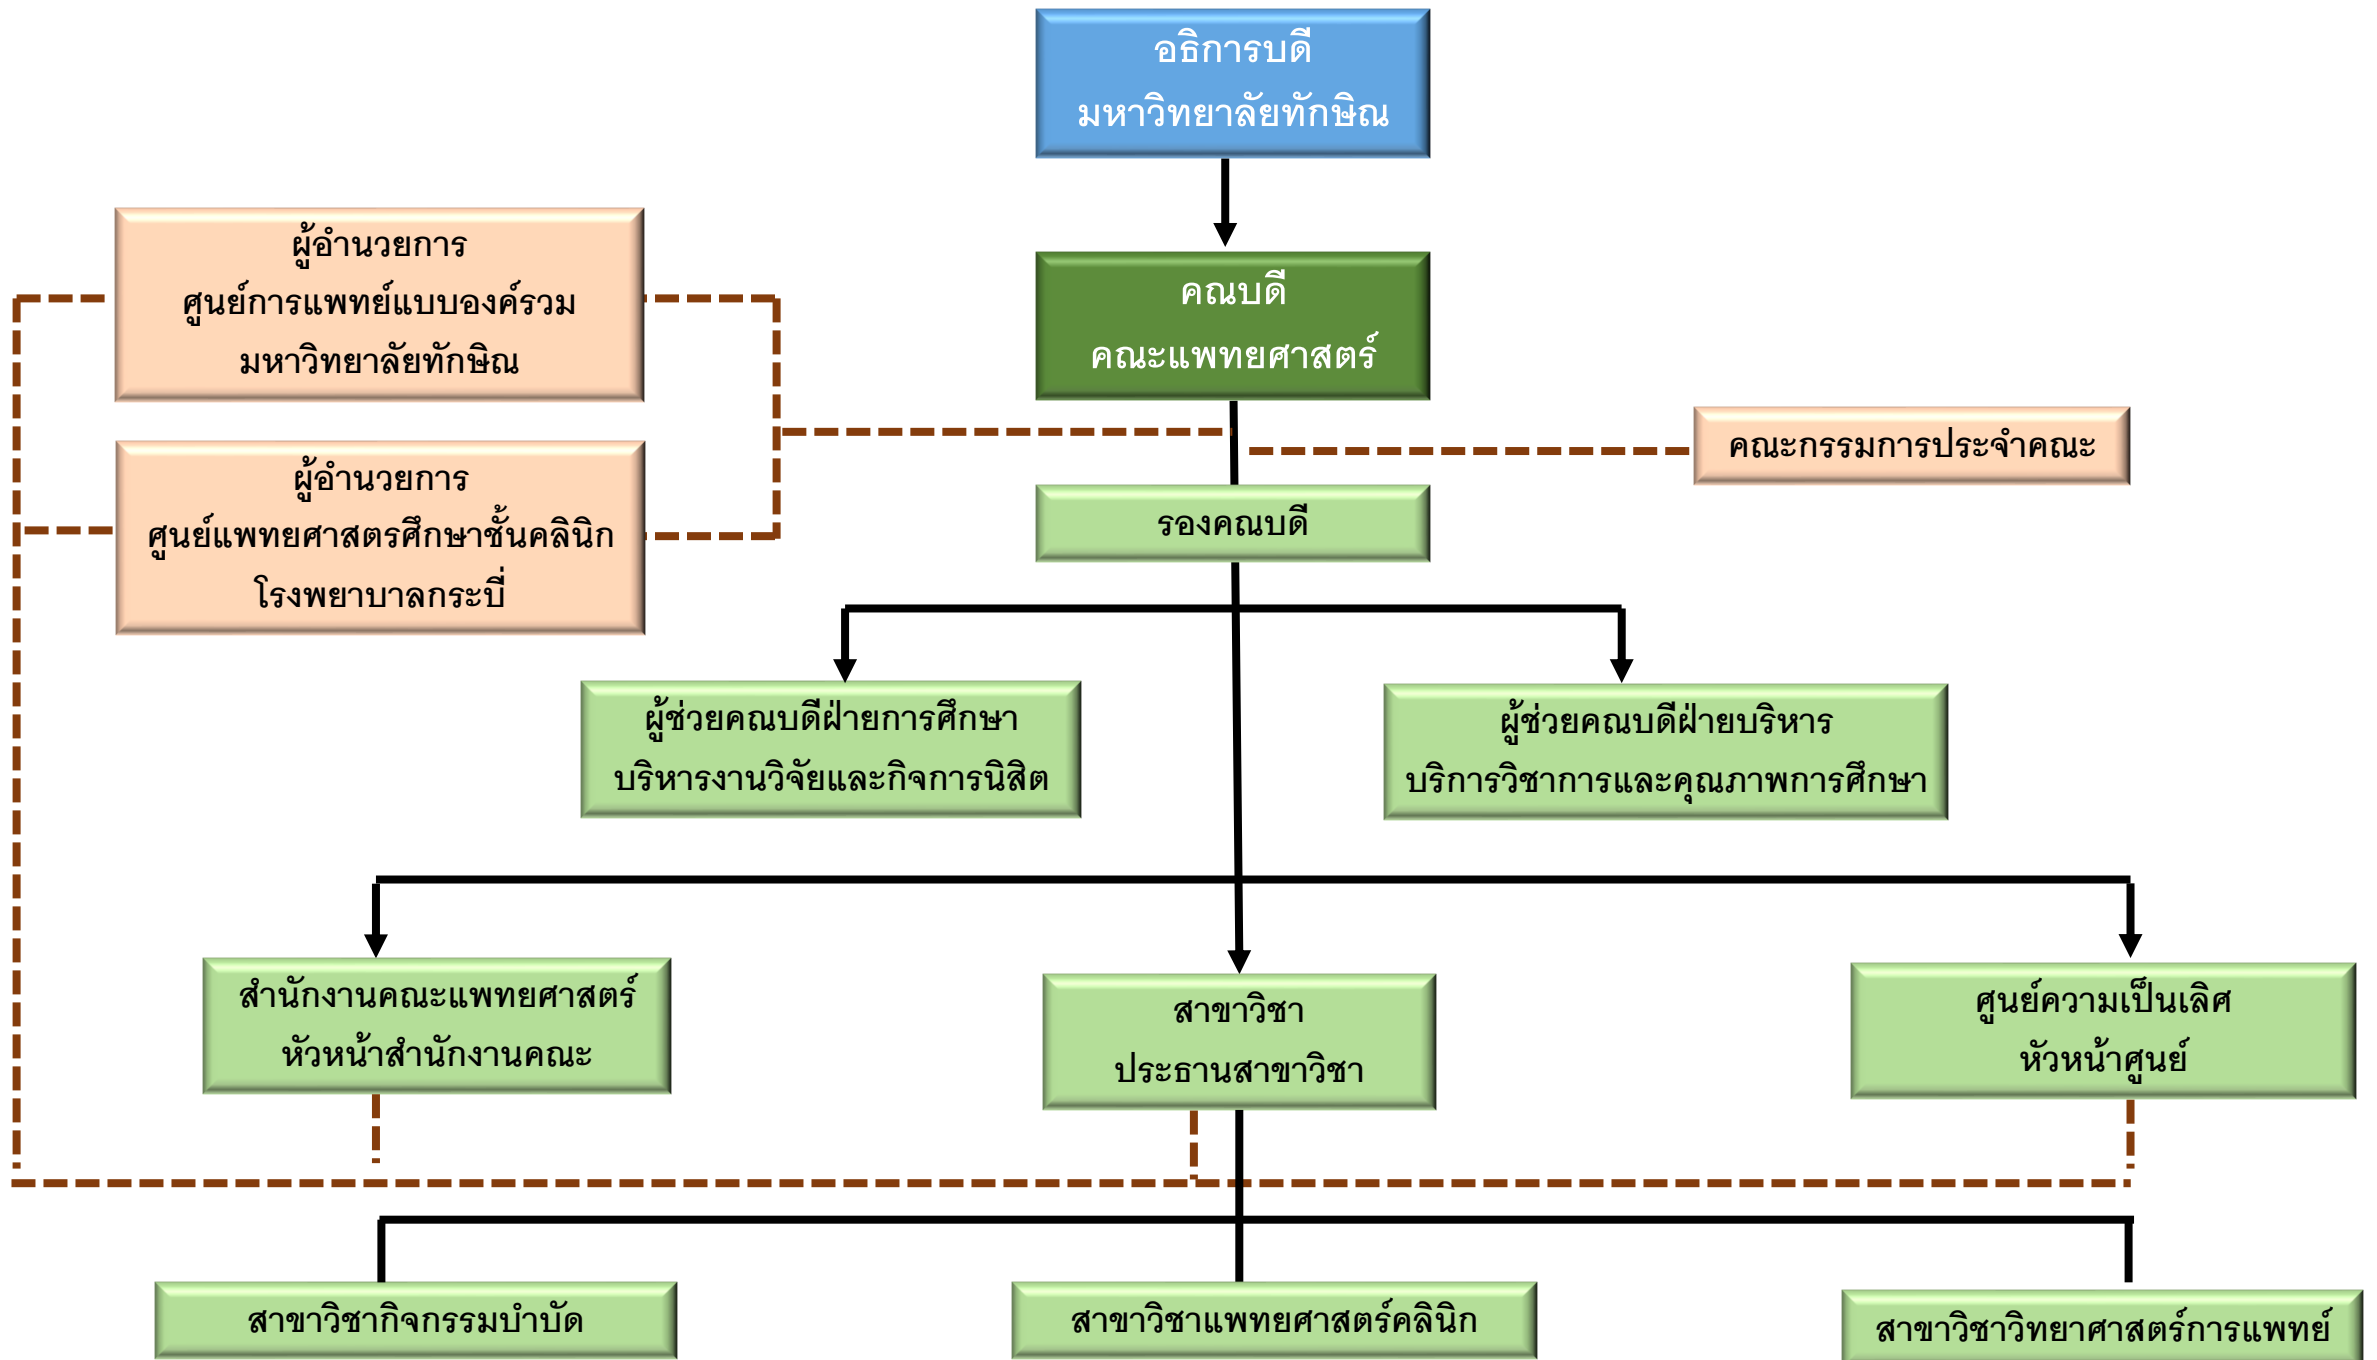 อธิการบดี
มหาวิทยาลัยทักษิณ
ผู้อำนวยการ
ศูนย์การแพทย์แบบองค์รวม
มหาวิทยาลัยทักษิณ
คณบดี
คณะแพทยศาสตร์
คณะกรรมการประจำคณะ
ผู้อำนวยการ
ศูนย์แพทยศาสตรศึกษาชั้นคลินิก
โรงพยาบาลกระบี่
รองคณบดี
ผู้ช่วยคณบดีฝ่ายการศึกษา
บริหารงานวิจัยและกิจการนิสิต
ผู้ช่วยคณบดีฝ่ายบริหาร
บริการวิชาการและคุณภาพการศึกษา
สำนักงานคณะแพทยศาสตร์
หัวหน้าสำนักงานคณะ
สาขาวิชา
ประธานสาขาวิชา
ศูนย์ความเป็นเลิศ
หัวหน้าศูนย์
สาขาวิชากิจกรรมบำบัด
สาขาวิชาแพทยศาสตร์คลินิก
สาขาวิชาวิทยาศาสตร์การแพทย์